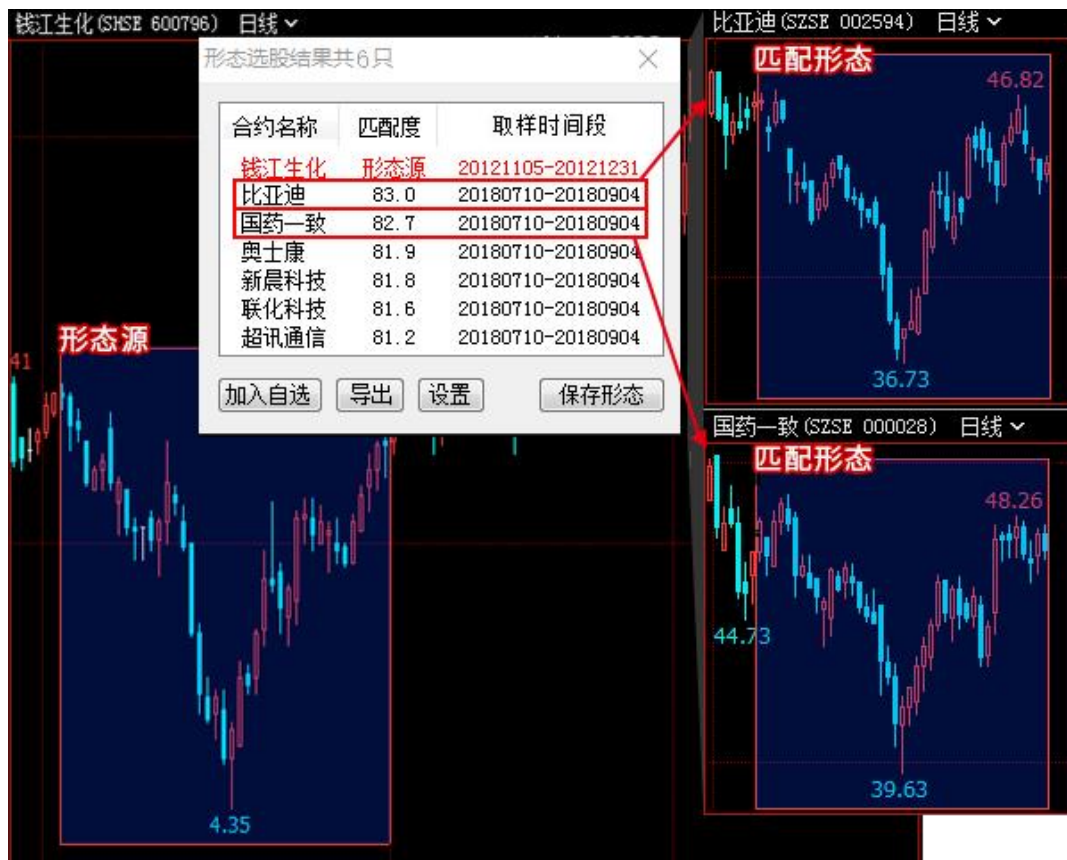 钱江生化(SHSE 600796) 日线
形态选股结果共6只
合约名称 匹配度 取样时间段
钱江生化 形态源 20121105-20121231
比亚迪 83.0 20180710-20180904
国药一致 82.7 20180710-20180904
奥士康 81.9 20180710-20180904
新晨科技 81.8 20180710-20180904
联化科技 81.6 20180710-20180904
超讯通信 81.2 20180710-20180904
加入自选 导出 设置 保存形态
形态源
41
4.35
比亚迪(SZSE 002594) 日线
匹配形态
46.82
36.73
国药一致(SZSE 000028) 日线
匹配形态
48.26
44.73
39.63